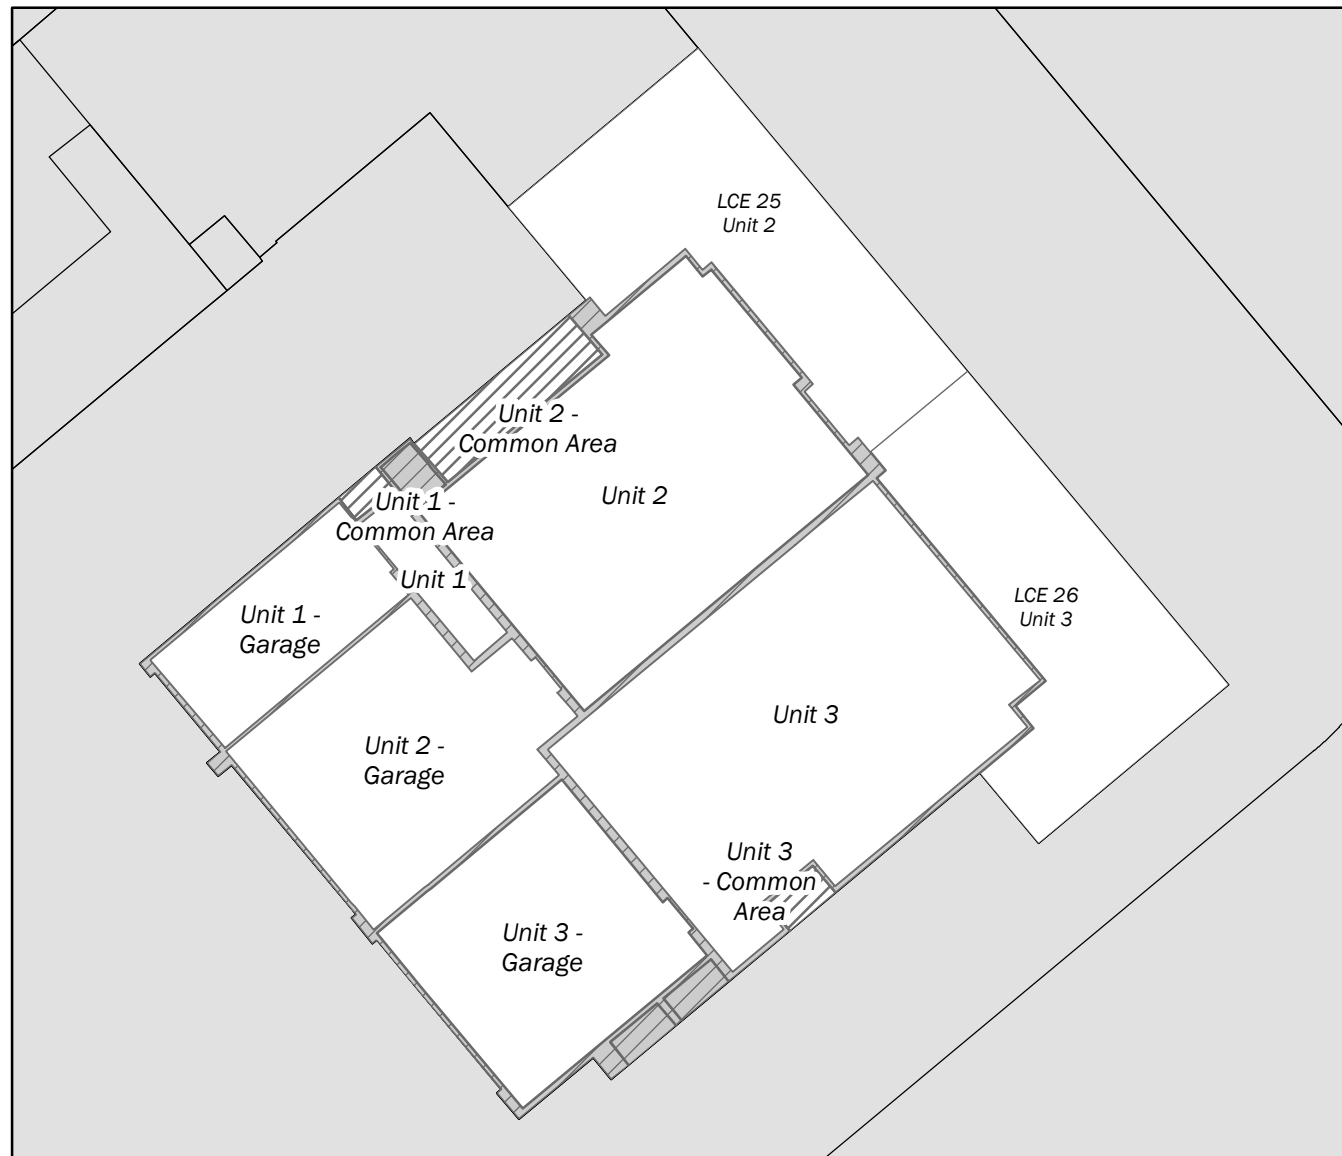 LCE 25
Unit 2
Unit 2 -
Common Area
Unit 2
Unit 1 -
Common Area
Unit 1
Unit 1 -
Garage
LCE 26
Unit 3
Unit 3
Unit 2 -
Garage
Unit 3
- Common
Area
Unit 3 -
Garage